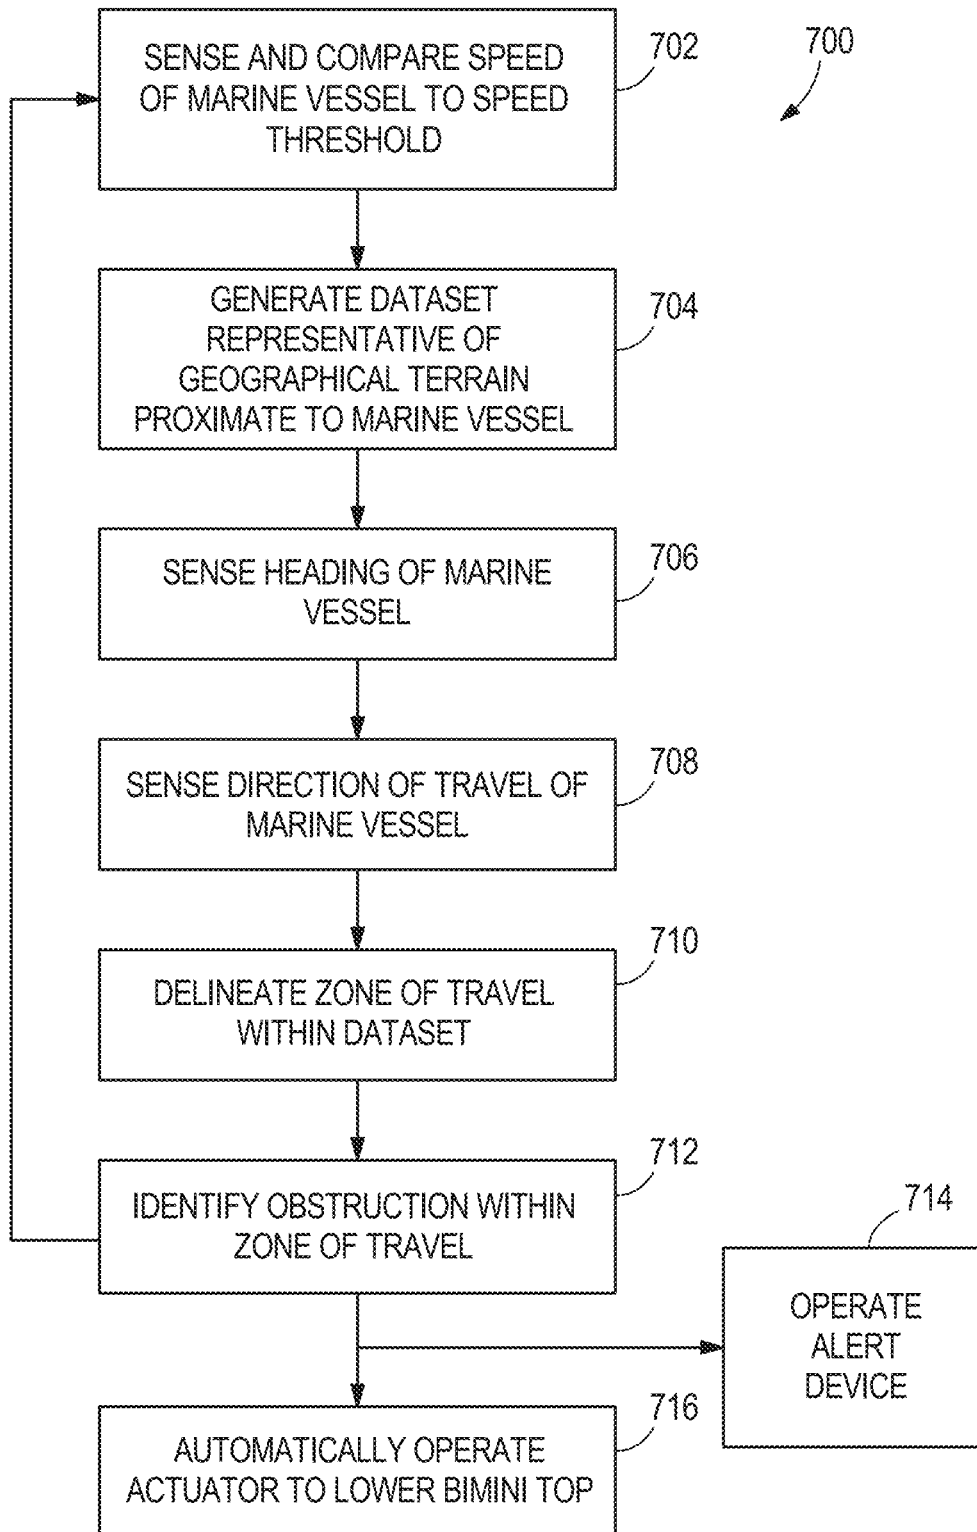 700
702
SENSE AND COMPARE SPEED
OF MARINE VESSEL TO SPEED
THRESHOLD
704
GENERATE DATASET
REPRESENTATIVE OF
GEOGRAPHICAL TERRAIN
PROXIMATE TO MARINE VESSEL
706
SENSE HEADING OF MARINE
VESSEL
708
SENSE DIRECTION OF TRAVEL OF
MARINE VESSEL
710
DELINEATE ZONE OF TRAVEL
WITHIN DATASET
712
IDENTIFY OBSTRUCTION WITHIN
ZONE OF TRAVEL
714
OPERATE
ALERT
DEVICE
716
AUTOMATICALLY OPERATE
ACTUATOR TO LOWER BIMINI TOP